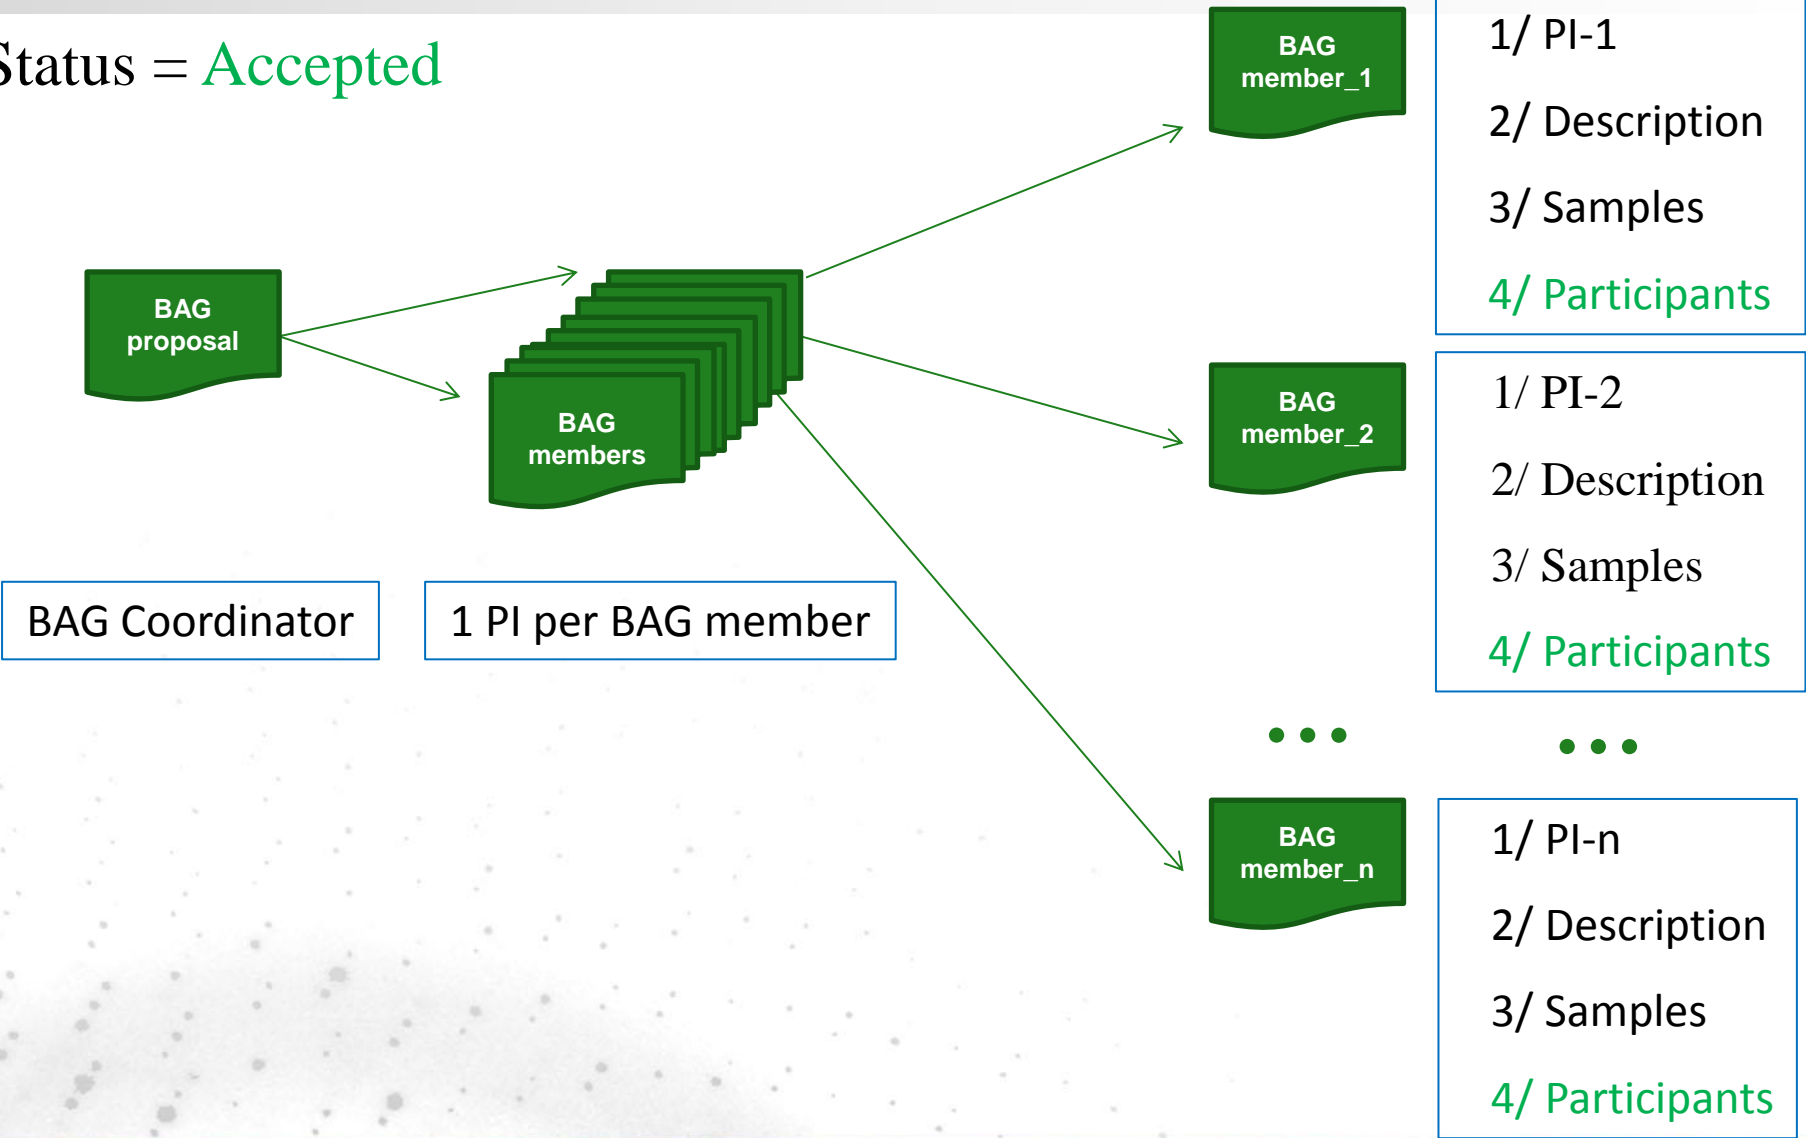 Status = Accepted
BAG
proposal
BAG
members
BAG Coordinator
1 PI per BAG member
BAG
member_1
1/ PI-1
2/ Description
3/ Samples
4/ Participants
BAG
member_2
1/ PI-2
2/ Description
3/ Samples
4/ Participants
...
...
BAG
member_n
1/ PI-n
2/ Description
3/ Samples
4/ Participants